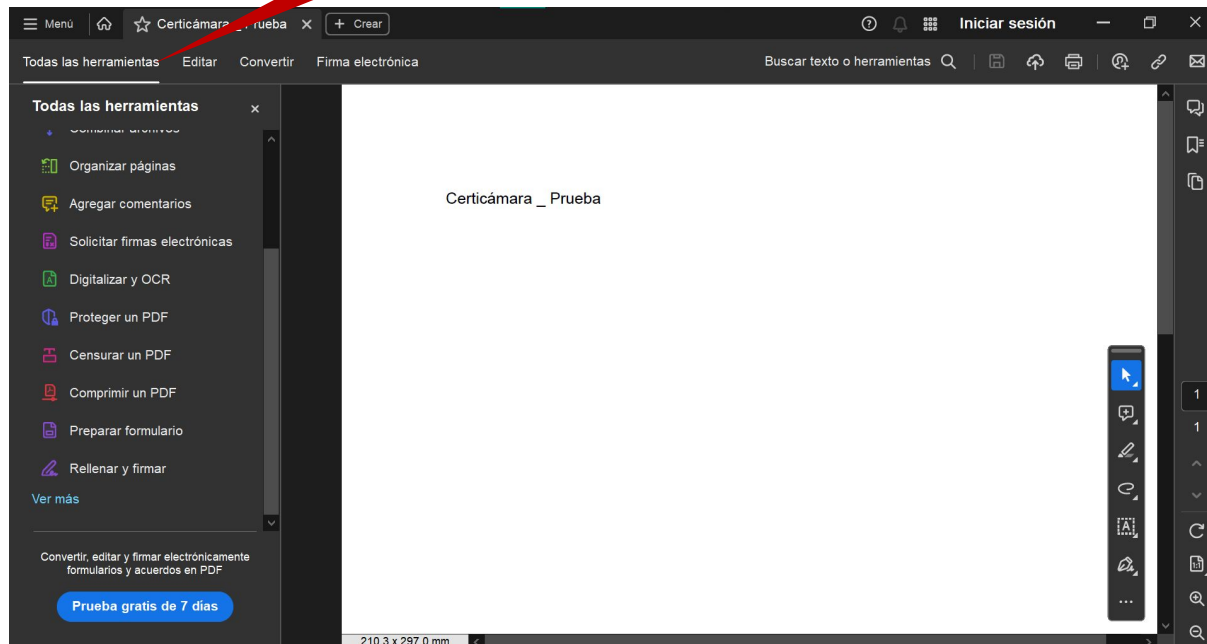 Menú
Certicámara _ Prueba
+ Crear
Iniciar sesión
Todas las herramientas
Editar
Convertir
Firma electrónica
Buscar texto o herramientas
Todas las herramientas
Combinar archivos
Organizar páginas
Agregar comentarios
Solicitar firmas electrónicas
Digitalizar y OCR
Proteger un PDF
Censurar un PDF
Comprimir un PDF
Preparar formulario
Rellenar y firmar
Ver más
Convertir, editar y firmar electrónicamente
formularios y acuerdos en PDF
Prueba gratis de 7 días
Certicámara _ Prueba
1
1
210,3 x 297,0 mm